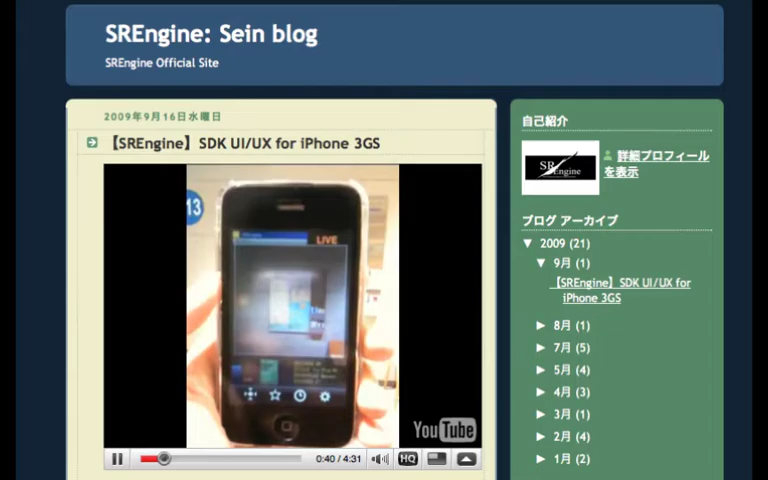 SREngine: Sein blog
SREngine Official Site
2009年9月16日水曜日
【SREngine】SDK UI/UX for iPhone 3GS
13
LIVE
YouTube
0:40 / 4:31
HQ
自己紹介
SREngine
詳細プロフィール
を表示
ブログ アーカイブ
▼ 2009 (21)
▼ 9月 (1)
【SREngine】SDK UI/UX for
iPhone 3GS
► 8月 (1)
► 7月 (5)
► 5月 (4)
► 4月 (3)
► 3月 (1)
► 2月 (4)
► 1月 (2)